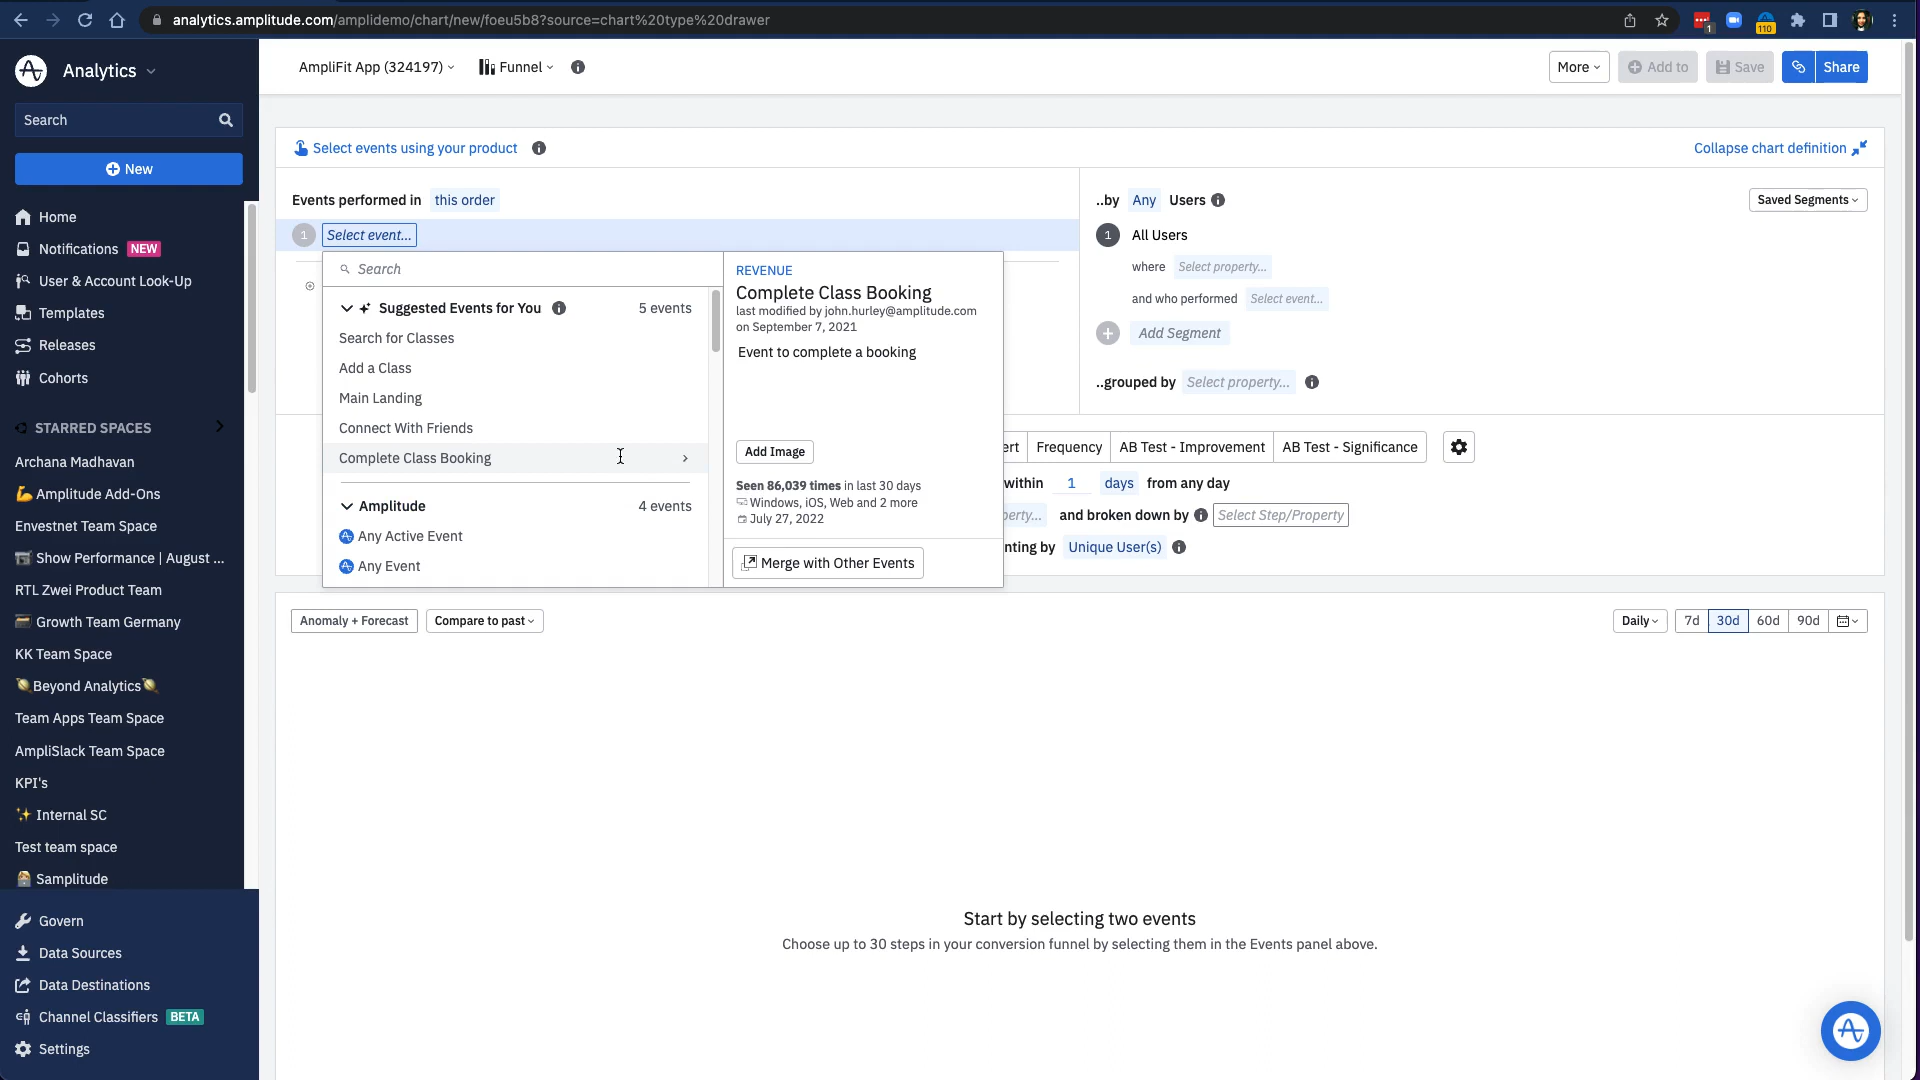 analytics.amplitude.com/amplidemo/chart/new/foeu5b8?source=chart%20type%20drawer
1
110
Analytics
Search
New
Home
Notifications NEW
User & Account Look-Up
Templates
Releases
Cohorts
STARRED SPACES
Archana Madhavan
Amplitude Add-Ons
Envestnet Team Space
Show Performance | August ...
RTL Zwei Product Team
Growth Team Germany
KK Team Space
Beyond Analytics
Team Apps Team Space
AmpliSlack Team Space
KPI's
Internal SC
Test team space
Samplitude
Govern
Data Sources
Data Destinations
Channel Classifiers BETA
Settings
AmpliFit App (324197) Funnel
More Add to Save Share
Select events using your product
Collapse chart definition
Events performed in this order
1 Select event...
Search
Suggested Events for You 5 events
Search for Classes
Add a Class
Main Landing
Connect With Friends
Complete Class Booking
Amplitude 4 events
Any Active Event
Any Event
REVENUE
Complete Class Booking
last modified by john.hurley@amplitude.com
on September 7, 2021
Event to complete a booking
Add Image
Seen 86,039 times in last 30 days
Windows, iOS, Web and 2 more
July 27, 2022
Merge with Other Events
..by Any Users
Saved Segments
1 All Users
where Select property...
and who performed Select event...
Add Segment
..grouped by Select property...
ert Frequency AB Test - Improvement AB Test - Significance
within 1 days from any day
perty... and broken down by Select Step/Property
nting by Unique User(s)
Anomaly + Forecast Compare to past
Daily 7d 30d 60d 90d
Start by selecting two events
Choose up to 30 steps in your conversion funnel by selecting them in the Events panel above.